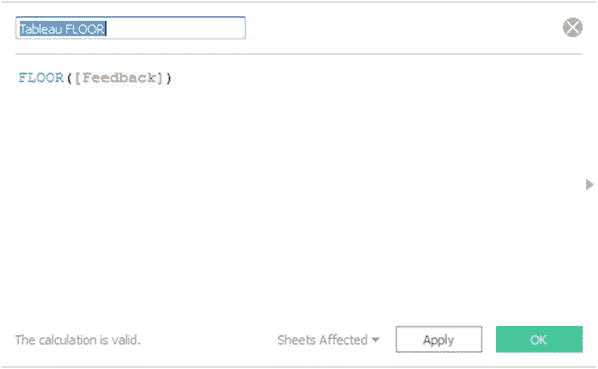 Tableau FLOOR
FLOOR([Feedback])
The calculation is valid.
Sheets Affected
Apply
OK